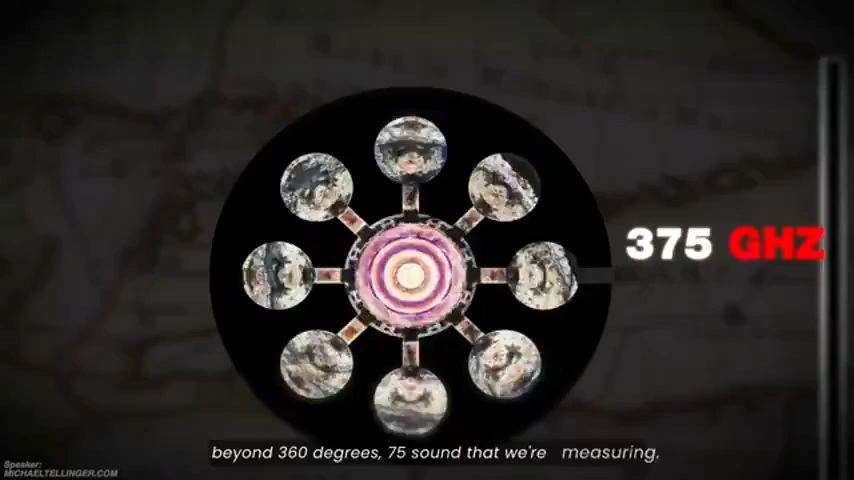 375 GHZ
beyond 360 degrees, 75 sound that we're measuring.
Speaker:
MICHAELTELLINGER.COM